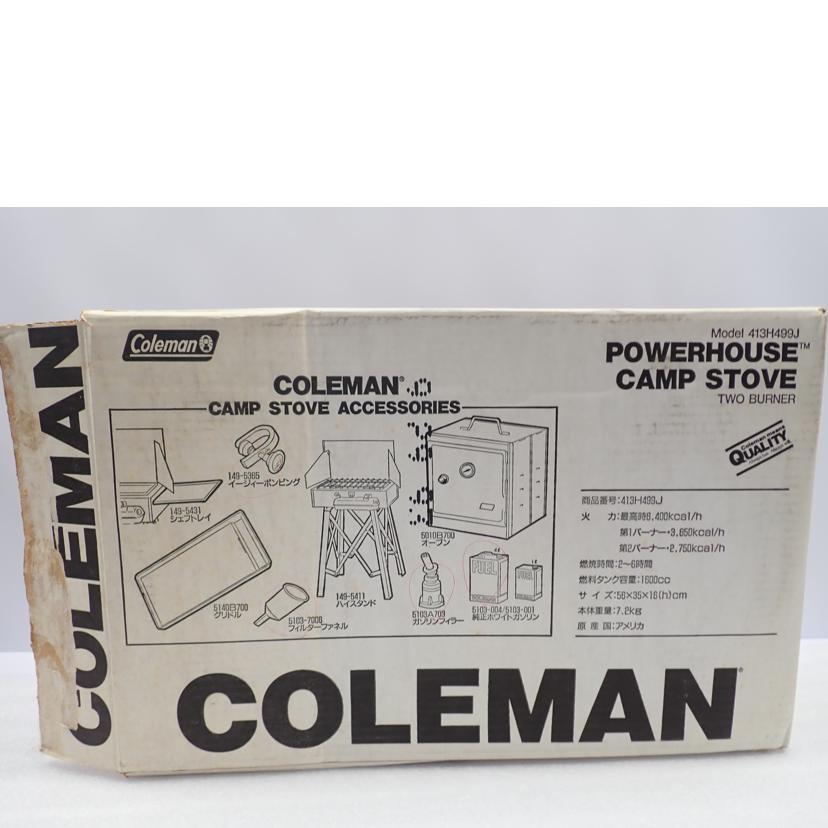 COLEMAN
Coleman
COLEMAN®
CAMP STOVE ACCESSORIES
149-5365
イージィーポンピング
149-5431
シェフトレイ
5140B700
グリドル
5103-700B
フィルターファネル
149-5411
ハイスタンド
5010B700
オーブン
5103A709
ガソリンフィラー
FUEL
5103-004/5103-001
純正ホワイトガソリン
Model 413H499J
POWERHOUSE™
CAMP STOVE
TWO BURNER
Coleman means
QUALITY
商品番号:413H499J
火 力:最高時6,400kcal/h
第1バーナー・3,650kcal/h
第2バーナー・2,750kcal/h
燃焼時間:2〜6時間
燃料タンク容量:1600cc
サイズ:56×35×16(h)cm
本体重量:7.2kg
原産国:アメリカ
COLEMAN®